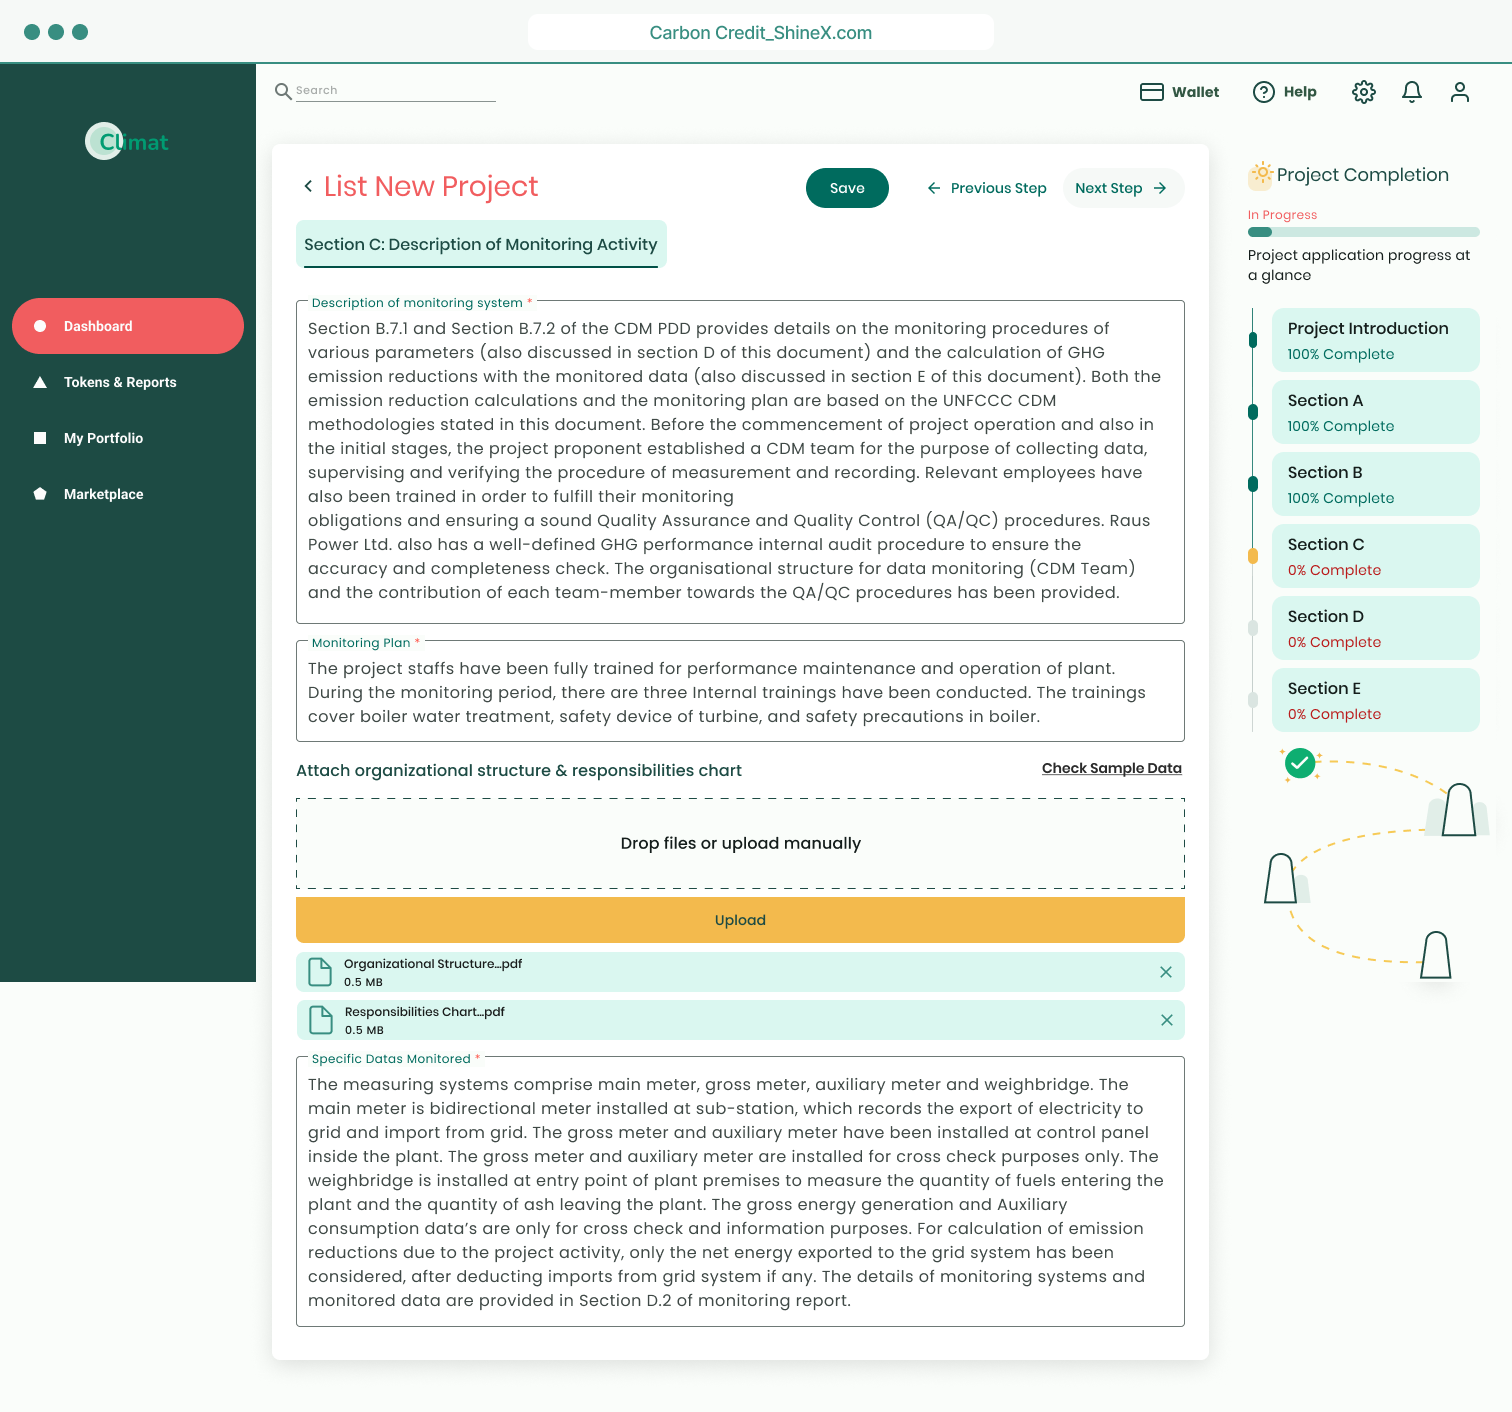 Carbon Credit_ShineX.com
Search
Wallet
Help
Climat
Dashboard
Tokens & Reports
My Portfolio
Marketplace
List New Project
Save
Previous Step
Next Step
Section C: Description of Monitoring Activity
Description of monitoring system *
Section B.7.1 and Section B.7.2 of the CDM PDD provides details on the monitoring procedures of
various parameters (also discussed in section D of this document) and the calculation of GHG
emission reductions with the monitored data (also discussed in section E of this document). Both the
emission reduction calculations and the monitoring plan are based on the UNFCCC CDM
methodologies stated in this document. Before the commencement of project operation and also in
the initial stages, the project proponent established a CDM team for the purpose of collecting data,
supervising and verifying the procedure of measurement and recording. Relevant employees have
also been trained in order to fulfill their monitoring
obligations and ensuring a sound Quality Assurance and Quality Control (QA/QC) procedures. Raus
Power Ltd. also has a well-defined GHG performance internal audit procedure to ensure the
accuracy and completeness check. The organisational structure for data monitoring (CDM Team)
and the contribution of each team-member towards the QA/QC procedures has been provided.
Monitoring Plan *
The project staffs have been fully trained for performance maintenance and operation of plant.
During the monitoring period, there are three Internal trainings have been conducted. The trainings
cover boiler water treatment, safety device of turbine, and safety precautions in boiler.
Attach organizational structure & responsibilities chart
Check Sample Data
Drop files or upload manually
Upload
Organizational Structure...pdf
0.5 MB
Responsibilities Chart...pdf
0.5 MB
Specific Datas Monitored *
The measuring systems comprise main meter, gross meter, auxiliary meter and weighbridge. The
main meter is bidirectional meter installed at sub-station, which records the export of electricity to
grid and import from grid. The gross meter and auxiliary meter have been installed at control panel
inside the plant. The gross meter and auxiliary meter are installed for cross check purposes only. The
weighbridge is installed at entry point of plant premises to measure the quantity of fuels entering the
plant and the quantity of ash leaving the plant. The gross energy generation and Auxiliary
consumption data's are only for cross check and information purposes. For calculation of emission
reductions due to the project activity, only the net energy exported to the grid system has been
considered, after deducting imports from grid system if any. The details of monitoring systems and
monitored data are provided in Section D.2 of monitoring report.
Project Completion
In Progress
Project application progress at
a glance
Project Introduction
100% Complete
Section A
100% Complete
Section B
100% Complete
Section C
0% Complete
Section D
0% Complete
Section E
0% Complete